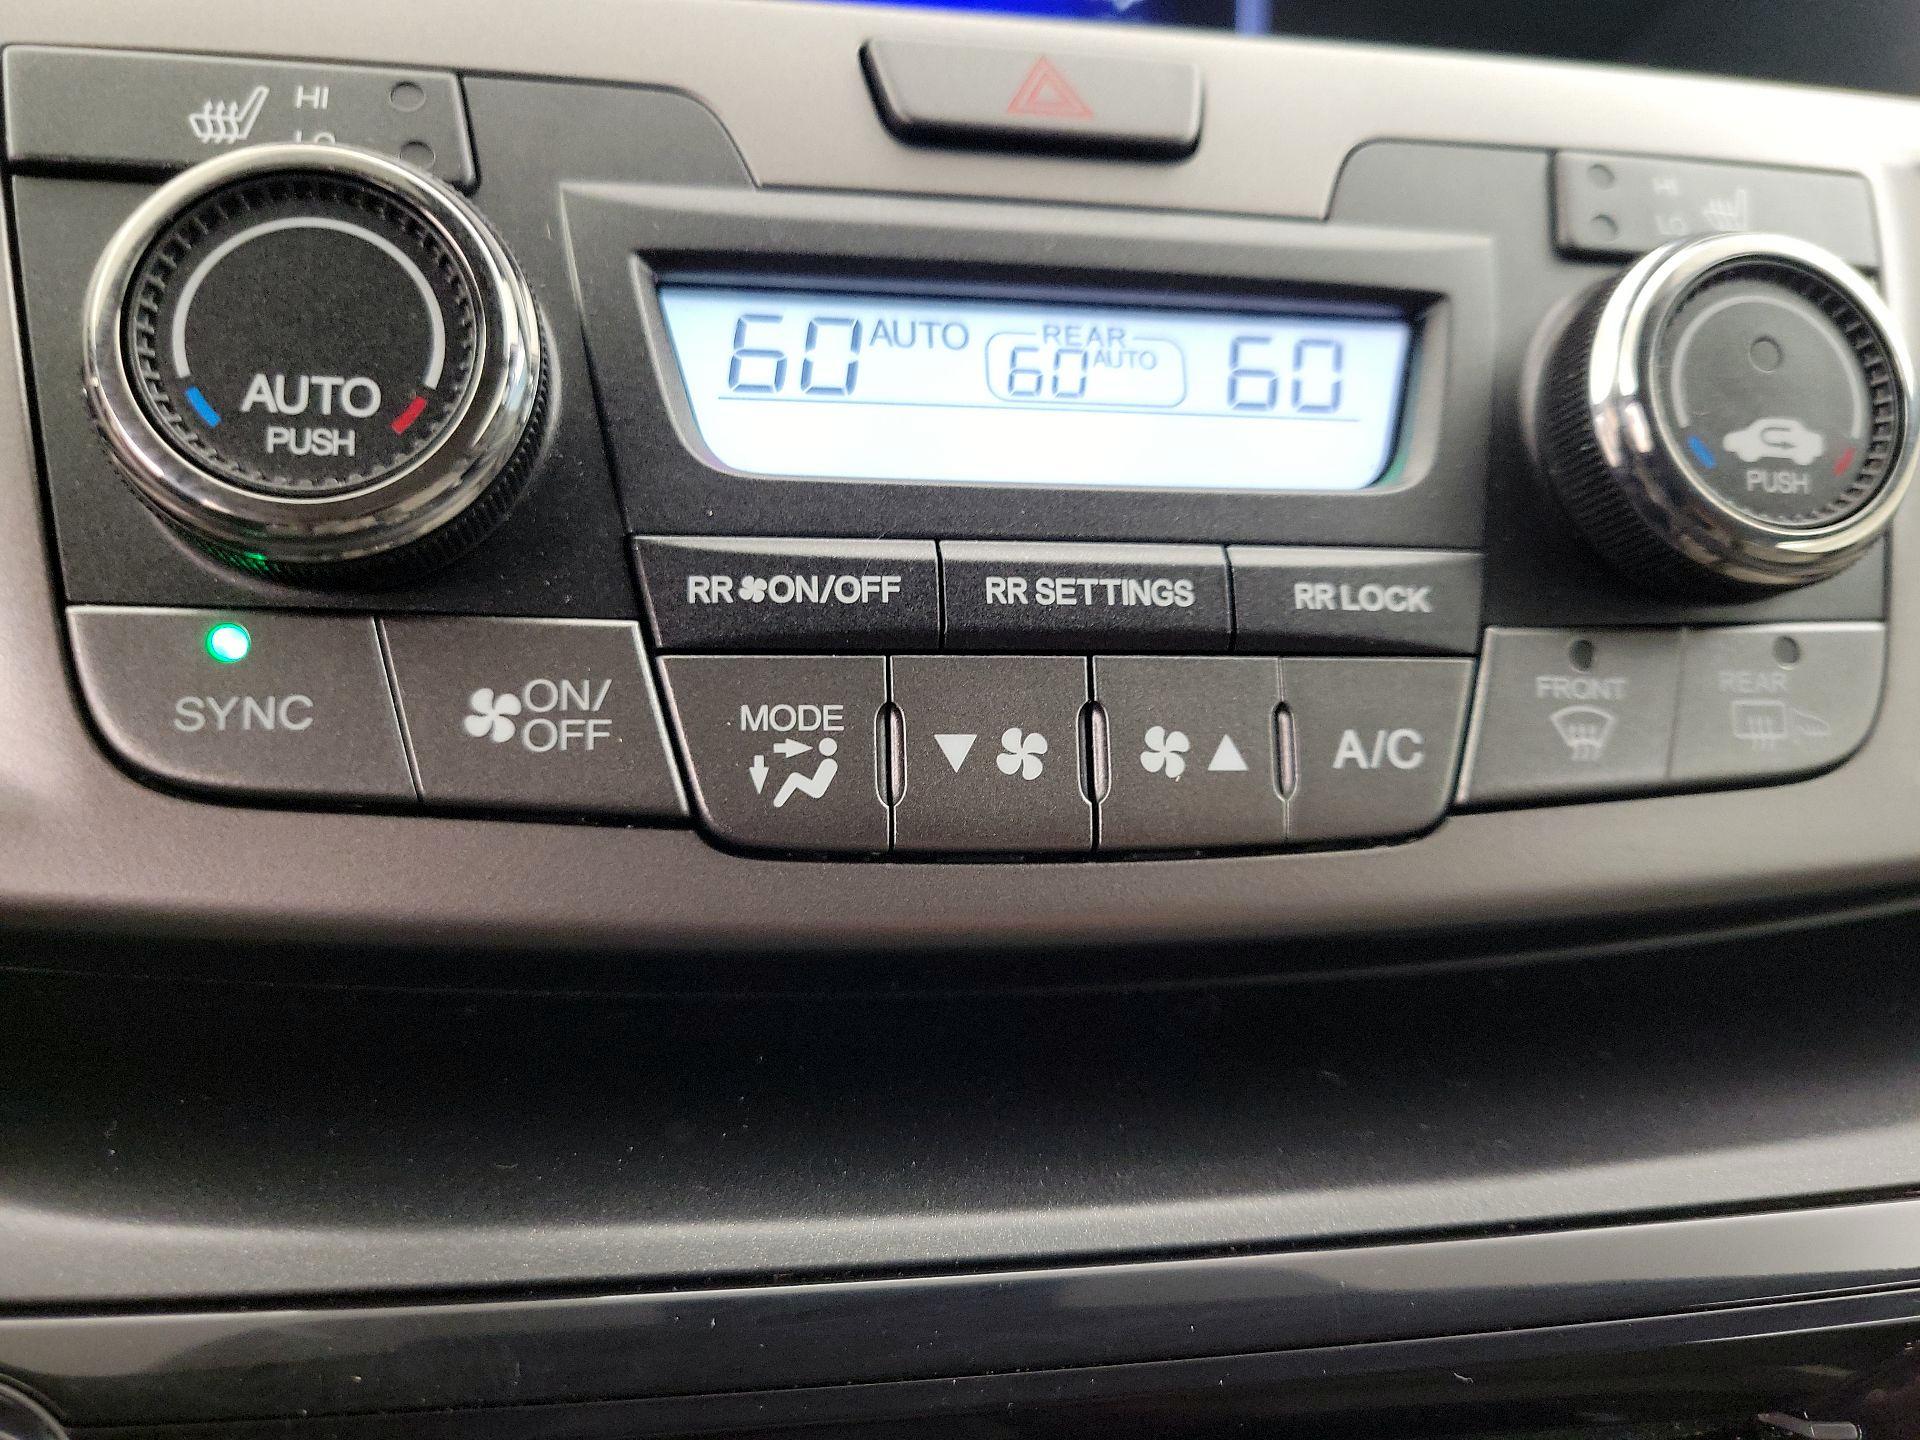 HI
LO
HI
LO
60 AUTO REAR 60 AUTO 60
AUTO
PUSH
PUSH
RR ON/OFF
RR SETTINGS
RR LOCK
SYNC
ON/
OFF
MODE
A/C
FRONT
REAR